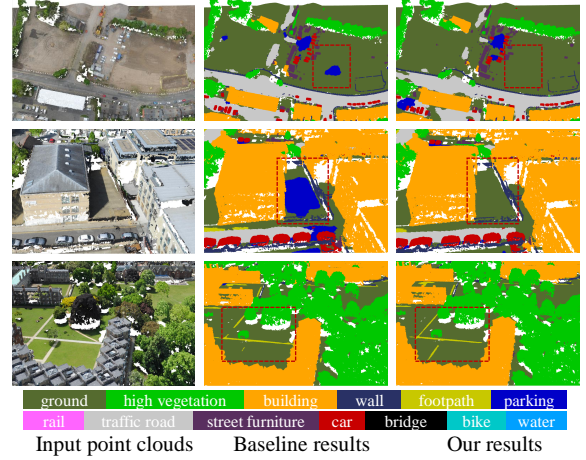 ground high vegetation building wall footpath parking
rail traffic road street furniture car bridge bike water
Input point clouds Baseline results Our results